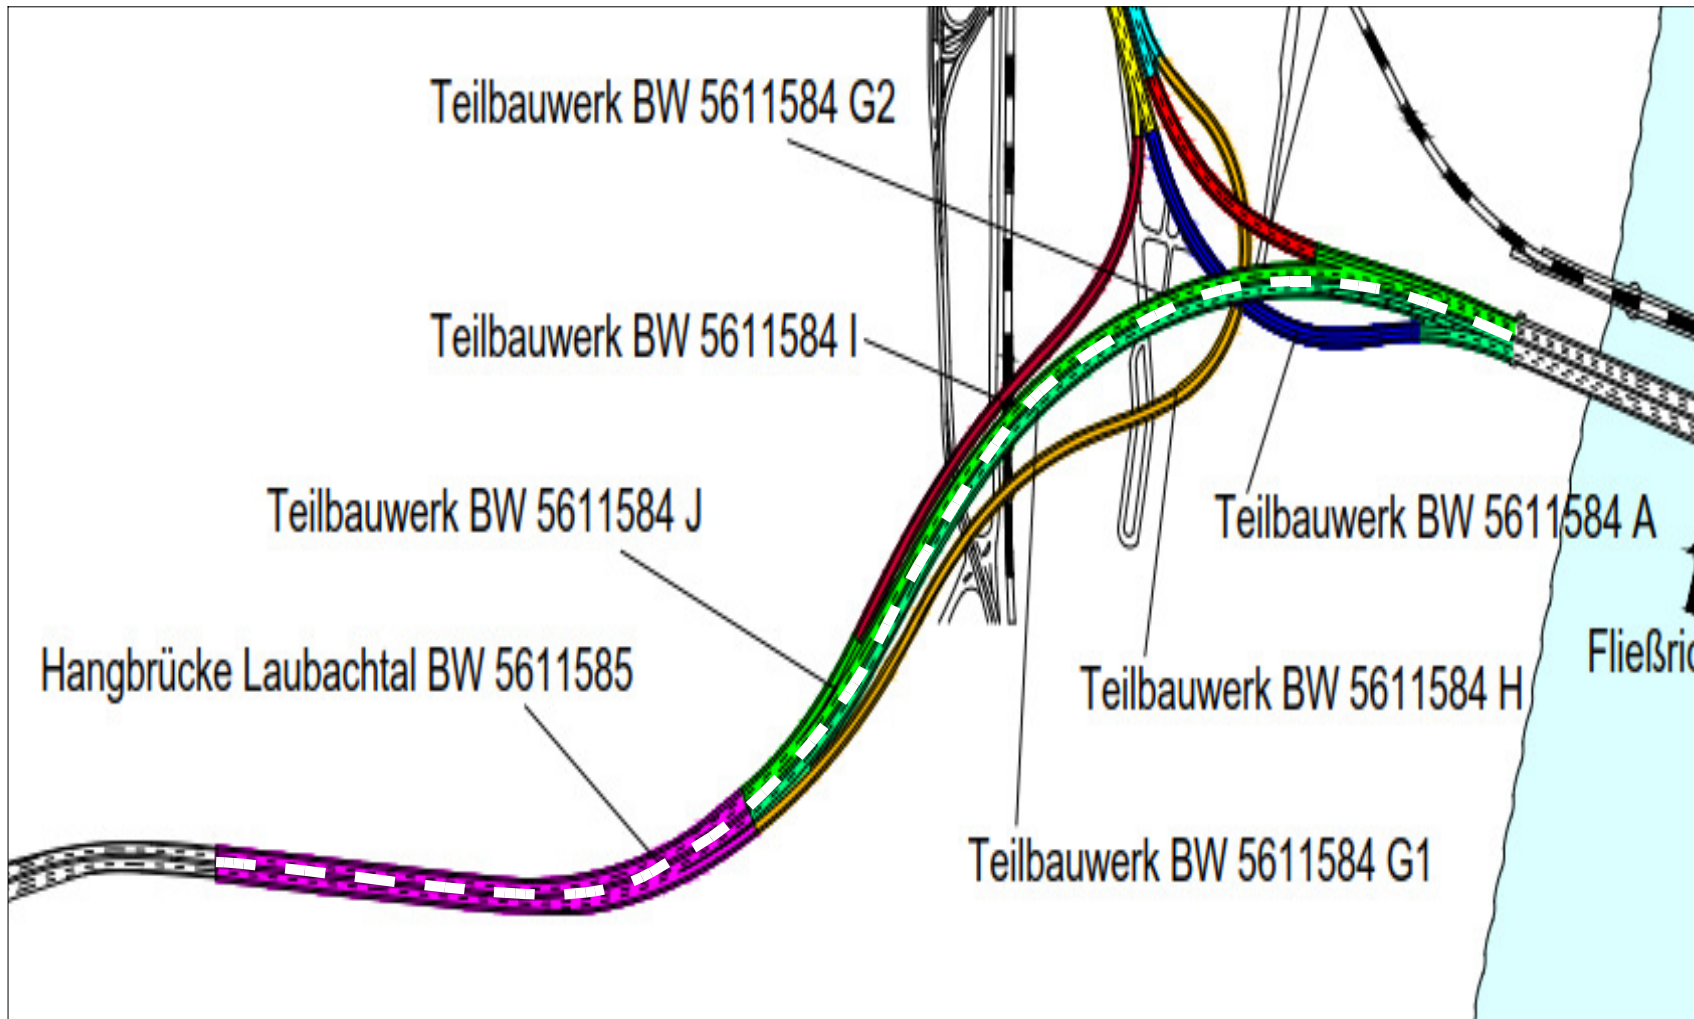 Teilbauwerk BW 5611584 G2
Teilbauwerk BW 5611584 I
Teilbauwerk BW 5611584 J
Teilbauwerk BW 5611584 A
Fließric
Hangbrücke Laubachtal BW 5611585
Teilbauwerk BW 5611584 H
Teilbauwerk BW 5611584 G1